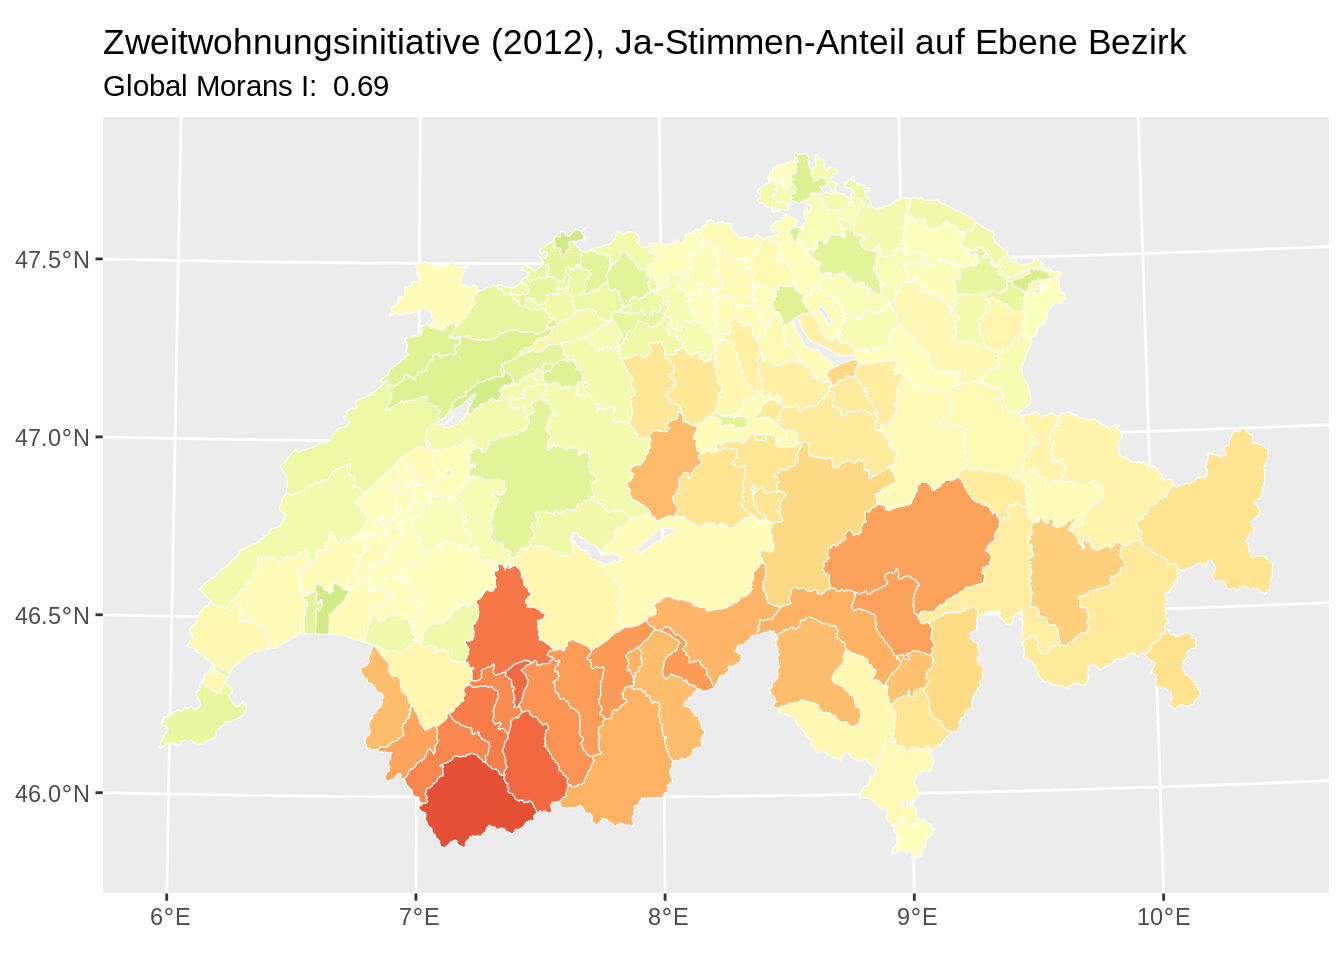 Zweitwohnungsinitiative (2012), Ja-Stimmen-Anteil auf Ebene Bezirk
Global Morans I:  0.69
47.5°N
47.0°N
46.5°N
46.0°N
6°E
7°E
8°E
9°E
10°E